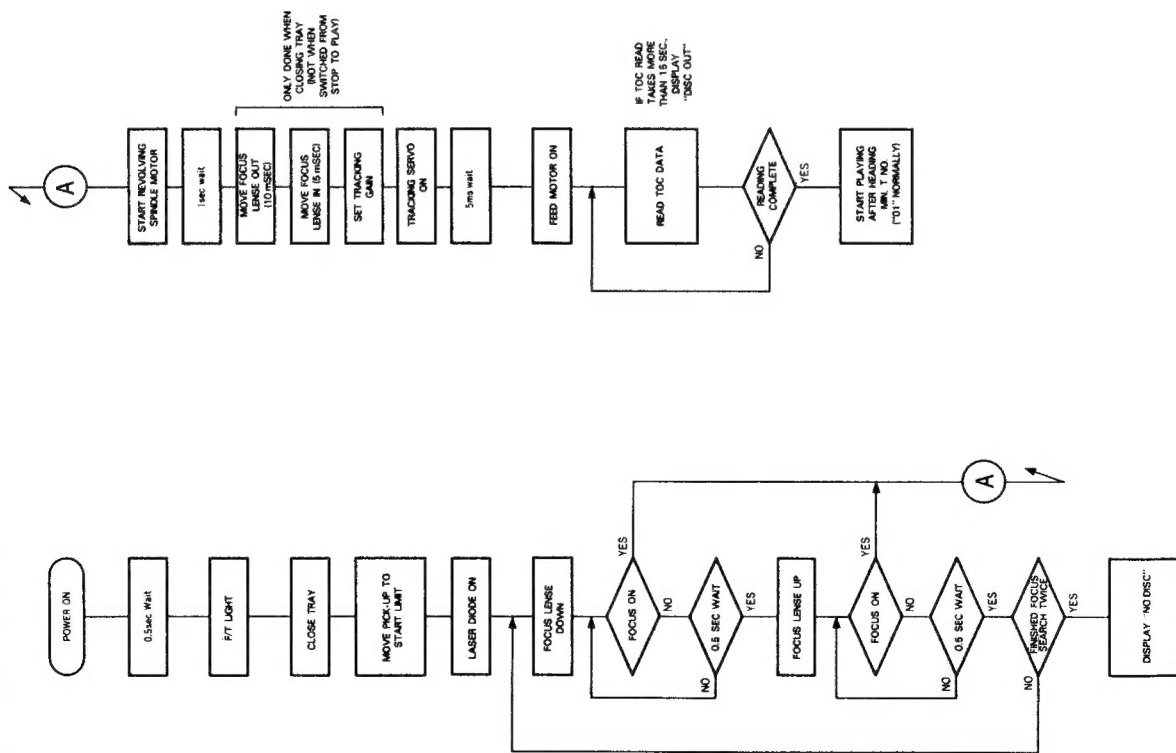 POWER ON
0.5sec Wait
F/T LIGHT
CLOSE TRAY
MOVE PICK-UP TO
START LIMIT
LASER DIODE ON
FOCUS LENSE
DOWN
FOCUS ON
YES
NO
0.5 SEC WAIT
NO
YES
FOCUS LENSE UP
FOCUS ON
YES
NO
0.5 SEC WAIT
NO
YES
FINISHED FOCUS
SEARCH TWICE
NO
YES
DISPLAY "NO DISC"
A
A
START REVOLVING
SPINDLE MOTOR
1sec wait
MOVE FOCUS
LENSE OUT
(10 mSEC)
MOVE FOCUS
LENSE IN (5 mSEC)
SET TRACKING
GAIN
ONLY DONE WHEN
CLOSING TRAY
(NOT WHEN
SWITCHED FROM
STOP TO PLAY)
TRACKING SERVO
ON
5ms wait
FEED MOTOR ON
READ TOC DATA
IF TOC READ
TAKES MORE
THAN 15 SEC.,
DISPLAY
"DISC OUT"
READING
COMPLETE
NO
YES
START PLAYING
AFTER HEADING
MIN. T NO.
("01" NORMALLY)